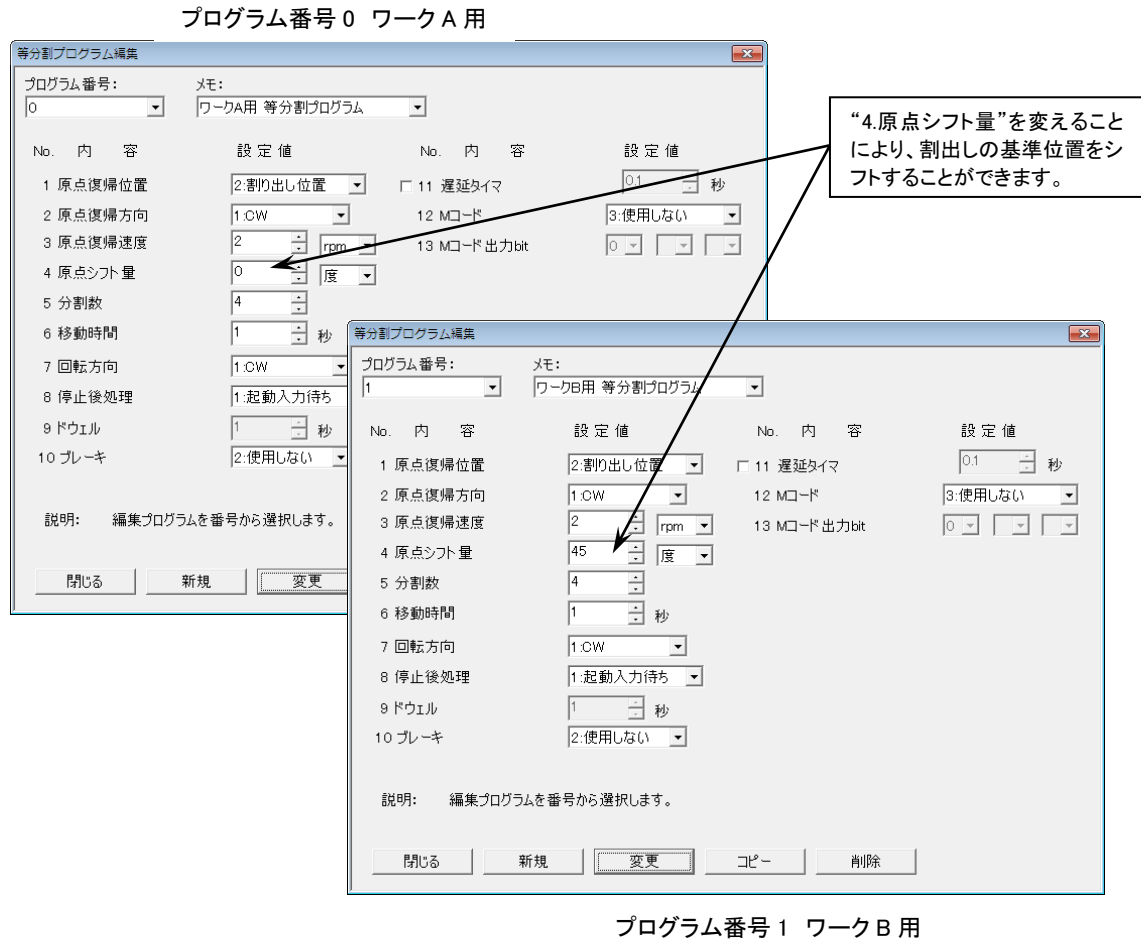 プログラム番号 0 ワーク A 用
等分割プログラム編集
プログラム番号: メモ:
0 ワークA用 等分割プログラム
No. 内 容 設定値 No. 内 容 設定値
1 原点復帰位置 2:割り出し位置 11 遅延タイマ 0.1 秒
2 原点復帰方向 1:CW 12 Mコード 3:使用しない
3 原点復帰速度 2 rpm 13 Mコード出力bit 0
4 原点シフト量 0 度
5 分割数 4
6 移動時間 1 秒
7 回転方向 1:CW
8 停止後処理 1:起動入力待ち
9 ドウェル 1 秒
10 ブレーキ 2:使用しない
説明: 編集プログラムを番号から選択します。
閉じる 新規 変更
“4.原点シフト量”を変えること
により、割出しの基準位置をシ
フトすることができます。
等分割プログラム編集
プログラム番号: メモ:
1 ワークB用 等分割プログラム
No. 内 容 設定値 No. 内 容 設定値
1 原点復帰位置 2:割り出し位置 11 遅延タイマ 0.1 秒
2 原点復帰方向 1:CW 12 Mコード 3:使用しない
3 原点復帰速度 2 rpm 13 Mコード出力bit 0
4 原点シフト量 45 度
5 分割数 4
6 移動時間 1 秒
7 回転方向 1:CW
8 停止後処理 1:起動入力待ち
9 ドウェル 1 秒
10 ブレーキ 2:使用しない
説明: 編集プログラムを番号から選択します。
閉じる 新規 変更 コピー 削除
プログラム番号 1 ワーク B 用